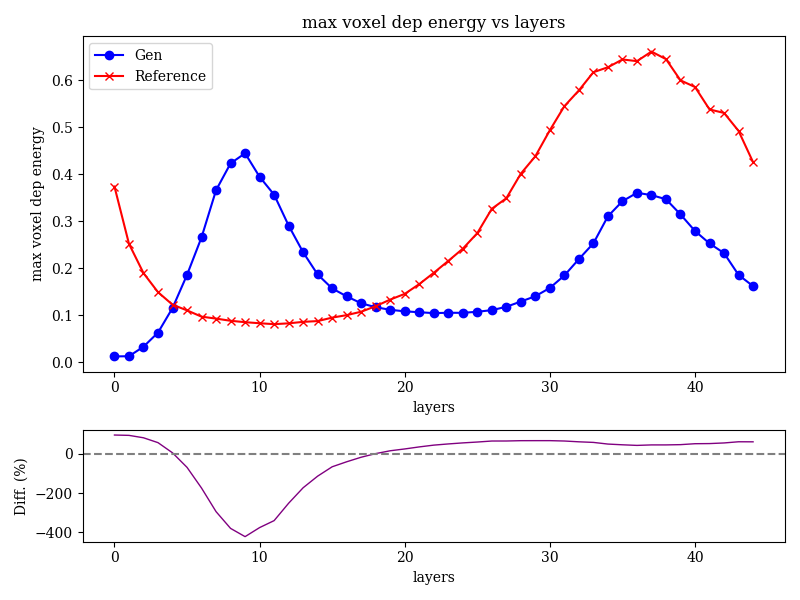 max voxel dep energy vs layers
Gen
Reference
max voxel dep energy
0.6
0.5
0.4
0.3
0.2
0.1
0.0
0 10 20 30 40
layers
Diff. (%)
0
−200
−400
0 10 20 30 40
layers